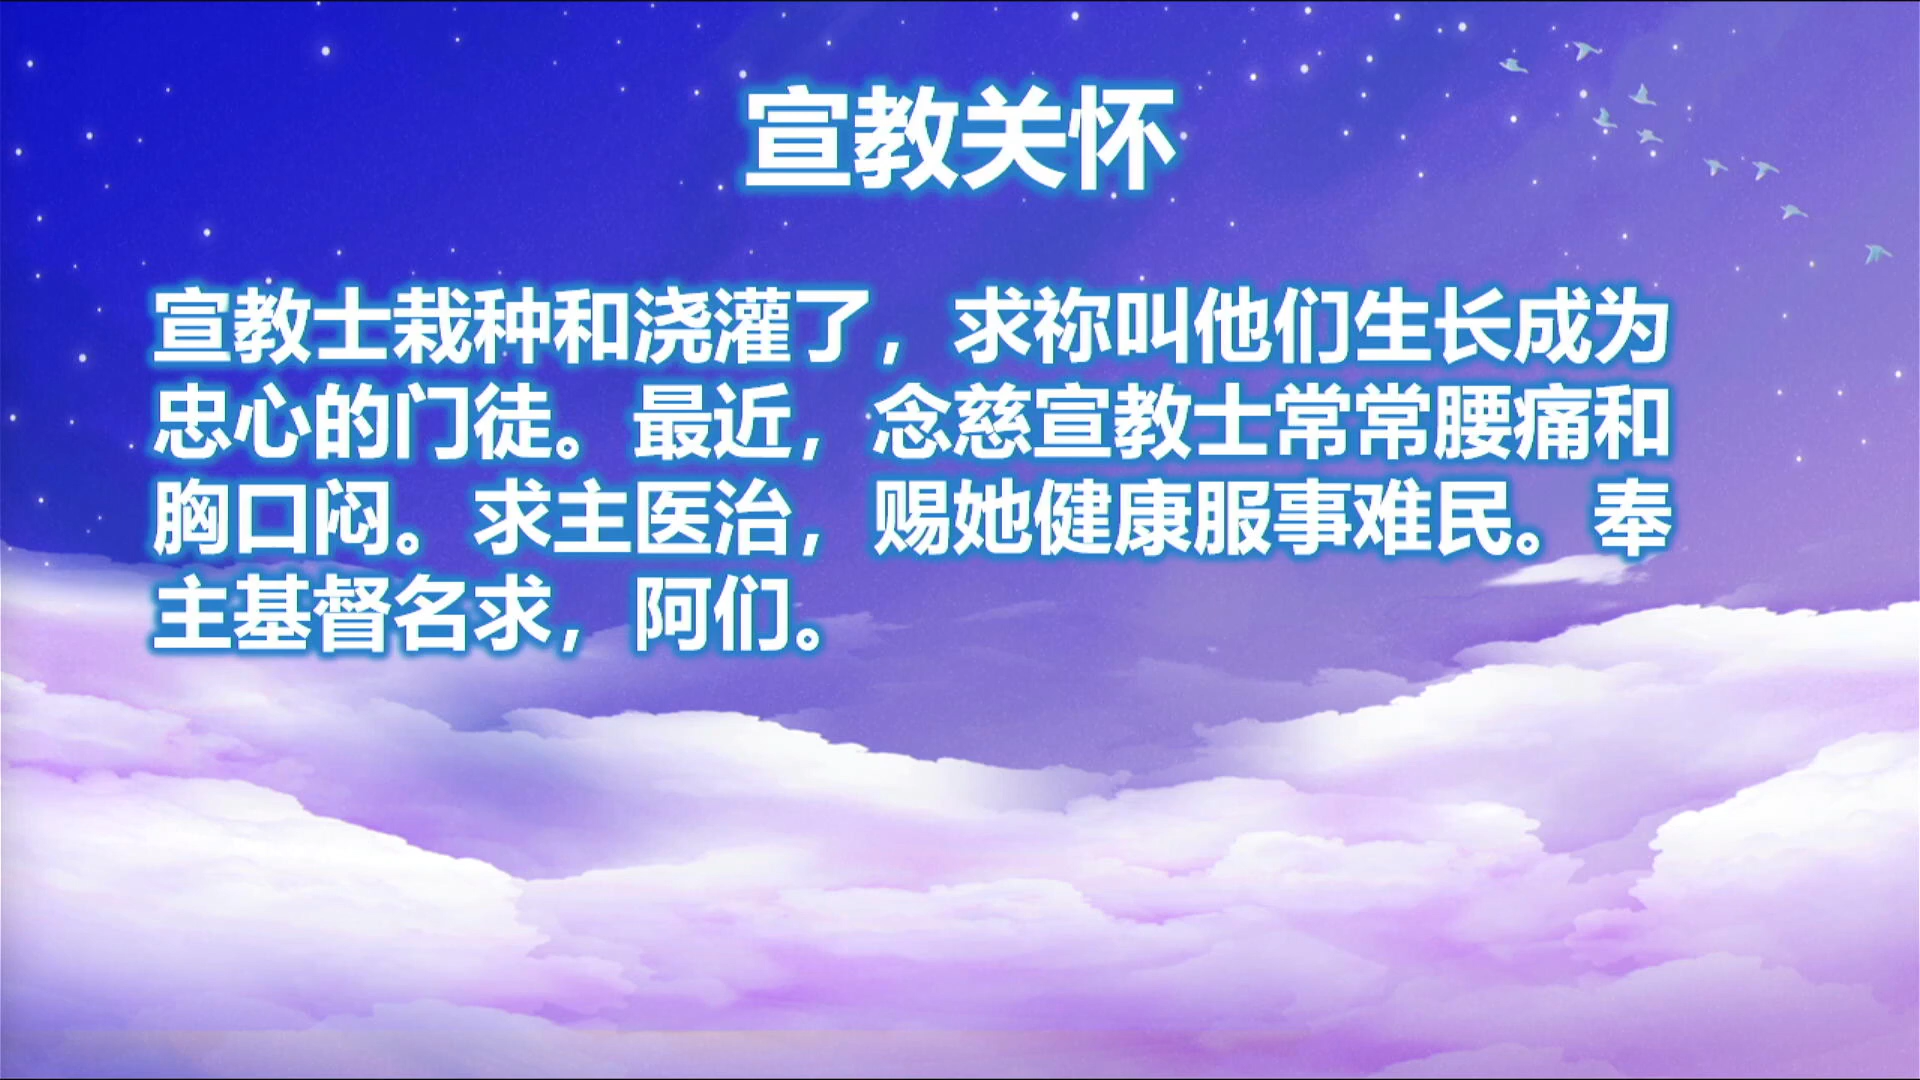 宣教关怀
宣教士栽种和浇灌了，求祢叫他们生长成为
忠心的门徒。最近，念慈宣教士常常腰痛和
胸口闷。求主医治，赐她健康服事难民。奉
主基督名求，阿们。